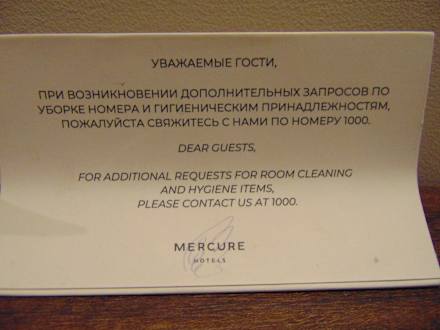 УВАЖАЕМЫЕ ГОСТИ,
ПРИ ВОЗНИКНОВЕНИИ ДОПОЛНИТЕЛЬНЫХ ЗАПРОСОВ ПО
УБОРКЕ НОМЕРА И ГИГИЕНИЧЕСКИМ ПРИНАДЛЕЖНОСТЯМ,
ПОЖАЛУЙСТА СВЯЖИТЕСЬ С НАМИ ПО НОМЕРУ 1000.
DEAR GUESTS,
FOR ADDITIONAL REQUESTS FOR ROOM CLEANING
AND HYGIENE ITEMS,
PLEASE CONTACT US AT 1000.
MERCURE
HOTELS